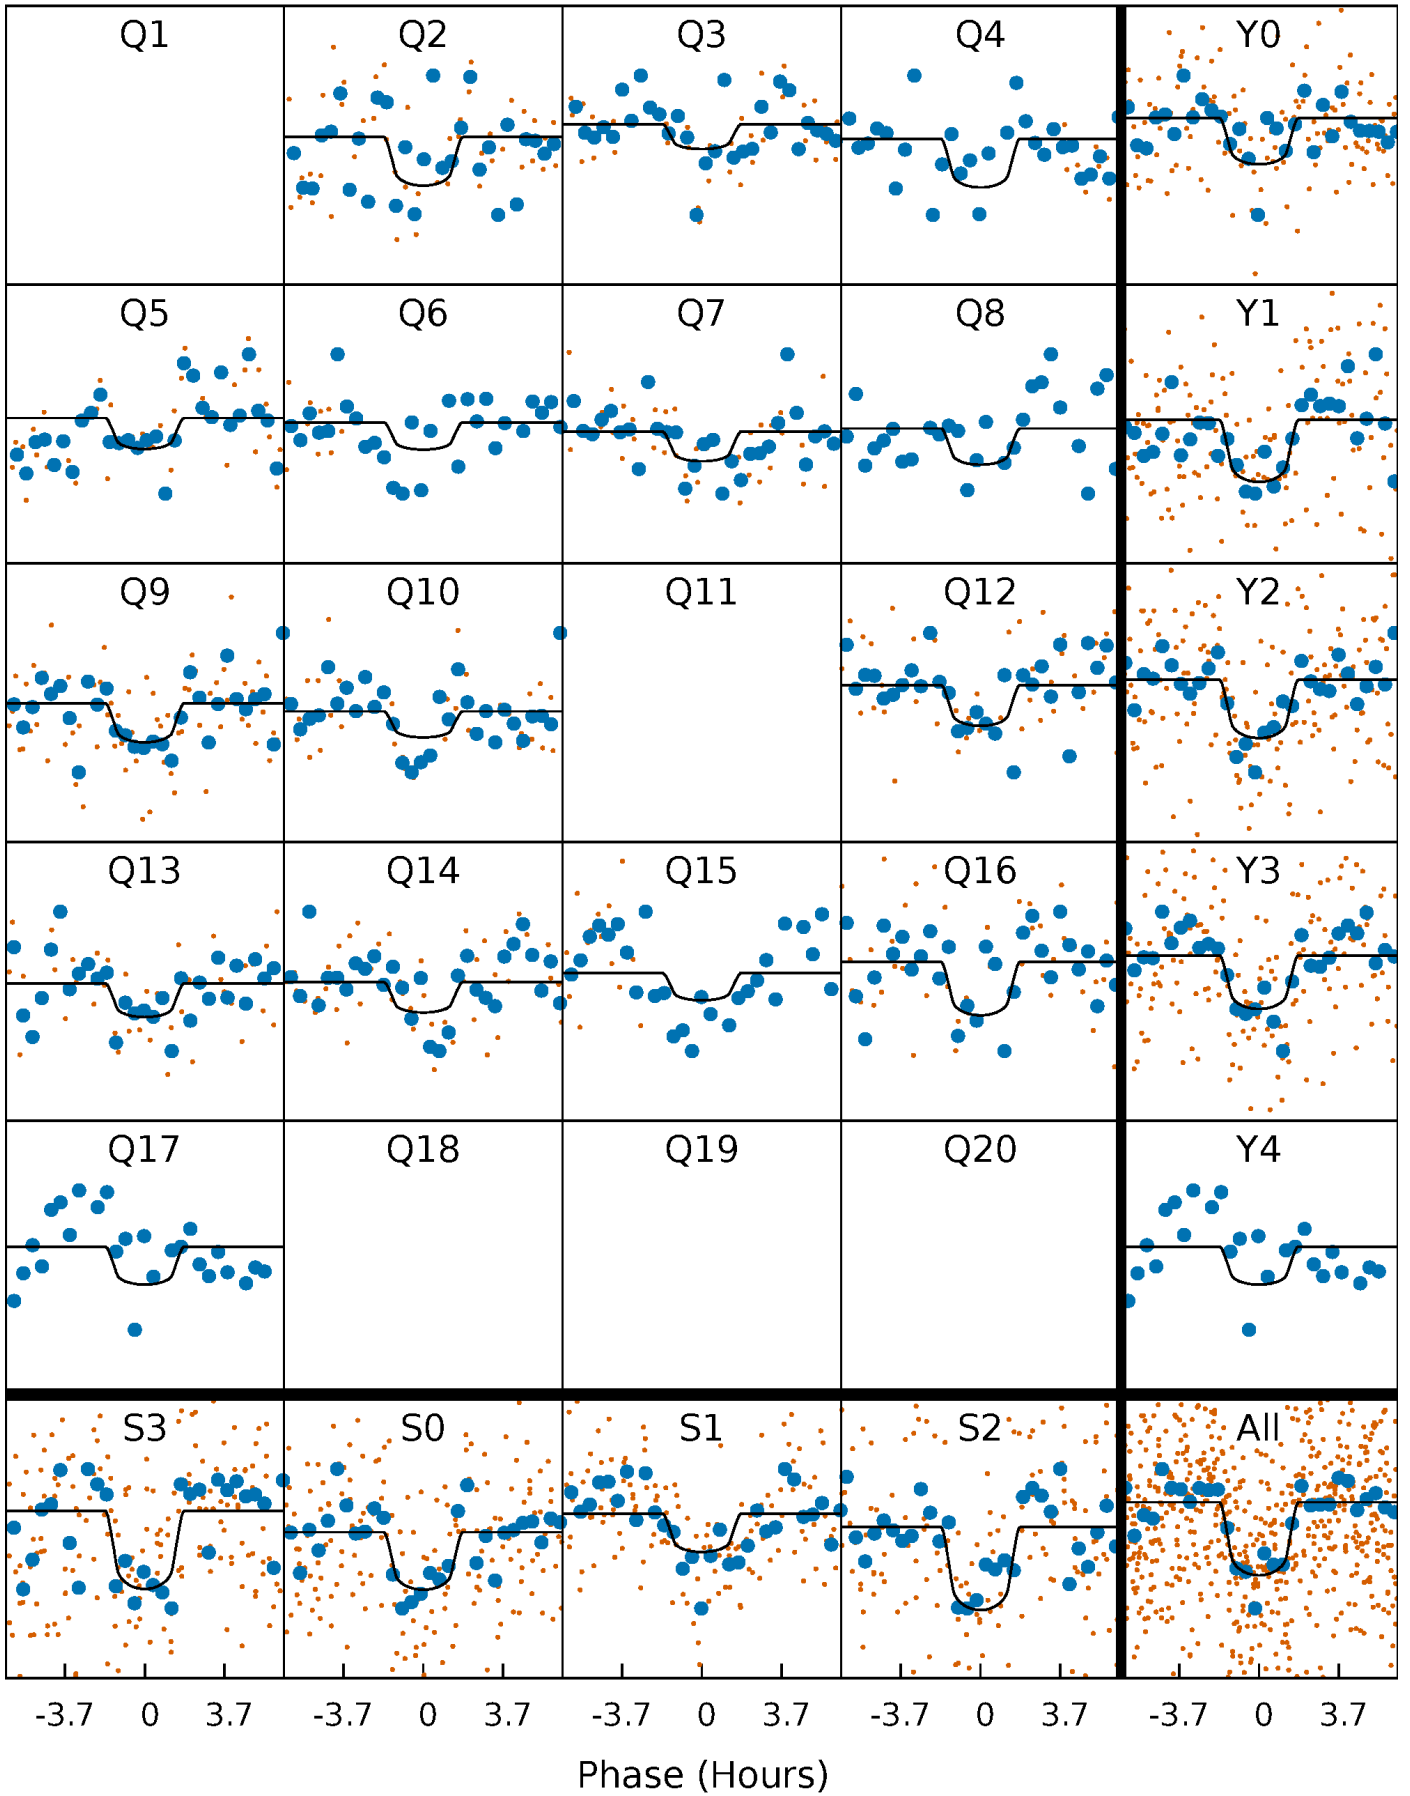 Q1 Q2 Q3 Q4 Y0
Q5 Q6 Q7 Q8 Y1
Q9 Q10 Q11 Q12 Y2
Q13 Q14 Q15 Q16 Y3
Q17 Q18 Q19 Q20 Y4
S3 S0 S1 S2 All
-3.7 0 3.7 -3.7 0 3.7 -3.7 0 3.7 -3.7 0 3.7 -3.7 0 3.7
Phase (Hours)